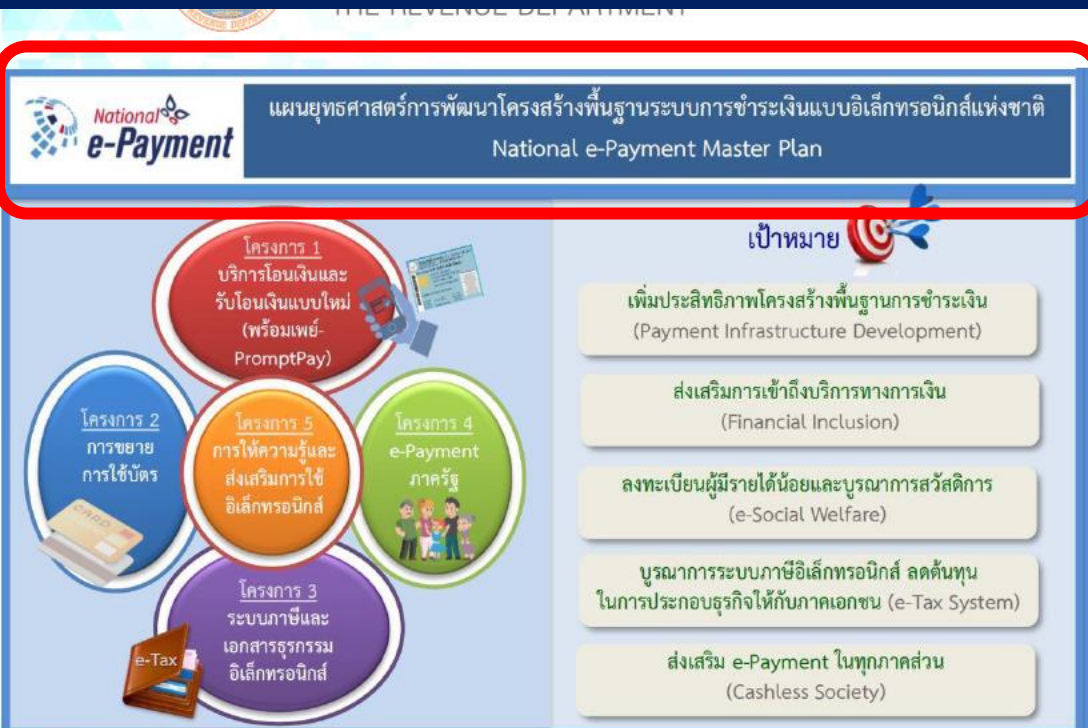 THE REVENUE DEPARTMENT
National
e-Payment
แผนยุทธศาสตร์การพัฒนาโครงสร้างพื้นฐานระบบการชำระเงินแบบอิเล็กทรอนิกส์แห่งชาติ
National e-Payment Master Plan
โครงการ 1
บริการโอนเงินและ
รับโอนเงินแบบใหม่
(พร้อมเพย์-
PromptPay)
โครงการ 2
การขยาย
การใช้บัตร
CARD
โครงการ 5
การให้ความรู้และ
ส่งเสริมการใช้
อิเล็กทรอนิกส์
โครงการ 4
e-Payment
ภาครัฐ
โครงการ 3
ระบบภาษีและ
เอกสารธุรกรรม
อิเล็กทรอนิกส์
e-Tax
เป้าหมาย
เพิ่มประสิทธิภาพโครงสร้างพื้นฐานการชำระเงิน
(Payment Infrastructure Development)
ส่งเสริมการเข้าถึงบริการทางการเงิน
(Financial Inclusion)
ลงทะเบียนผู้มีรายได้น้อยและบูรณาการสวัสดิการ
(e-Social Welfare)
บูรณาการระบบภาษีอิเล็กทรอนิกส์ ลดต้นทุน
ในการประกอบธุรกิจให้กับภาคเอกชน (e-Tax System)
ส่งเสริม e-Payment ในทุกภาคส่วน
(Cashless Society)